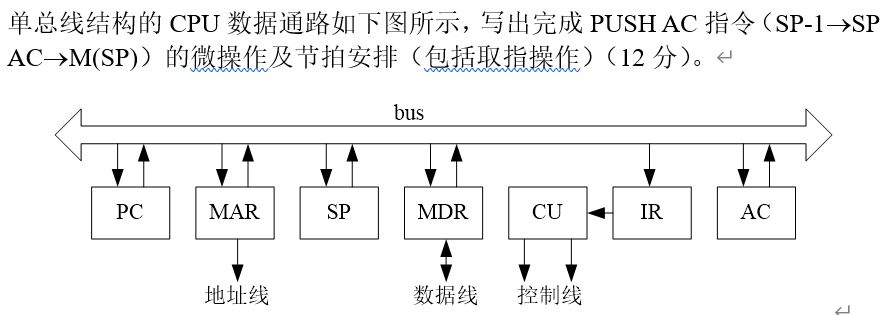 单总线结构的 CPU 数据通路如下图所示，写出完成 PUSH AC 指令（SP-1→SP
AC→M(SP)）的微操作及节拍安排（包括取指操作）（12 分）。
bus
PC MAR SP MDR CU IR AC
地址线 数据线 控制线